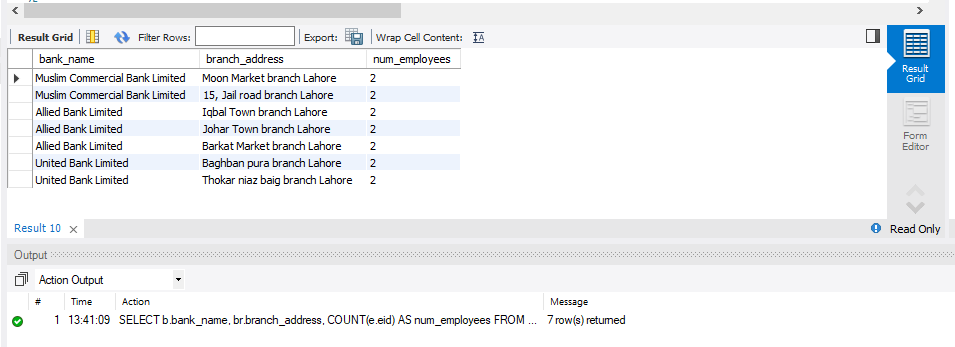 Result Grid Filter Rows: Export: Wrap Cell Content: IA
bank_name branch_address num_employees
Muslim Commercial Bank Limited Moon Market branch Lahore 2
Muslim Commercial Bank Limited 15, Jail road branch Lahore 2
Allied Bank Limited Iqbal Town branch Lahore 2
Allied Bank Limited Johar Town branch Lahore 2
Allied Bank Limited Barkat Market branch Lahore 2
United Bank Limited Baghban pura branch Lahore 2
United Bank Limited Thokar niaz baig branch Lahore 2
Result
Grid
Form
Editor
Result 10 Read Only
Output
Action Output
# Time Action Message
1 13:41:09 SELECT b.bank_name, br.branch_address, COUNT(e.eid) AS num_employees FROM ... 7 row(s) returned